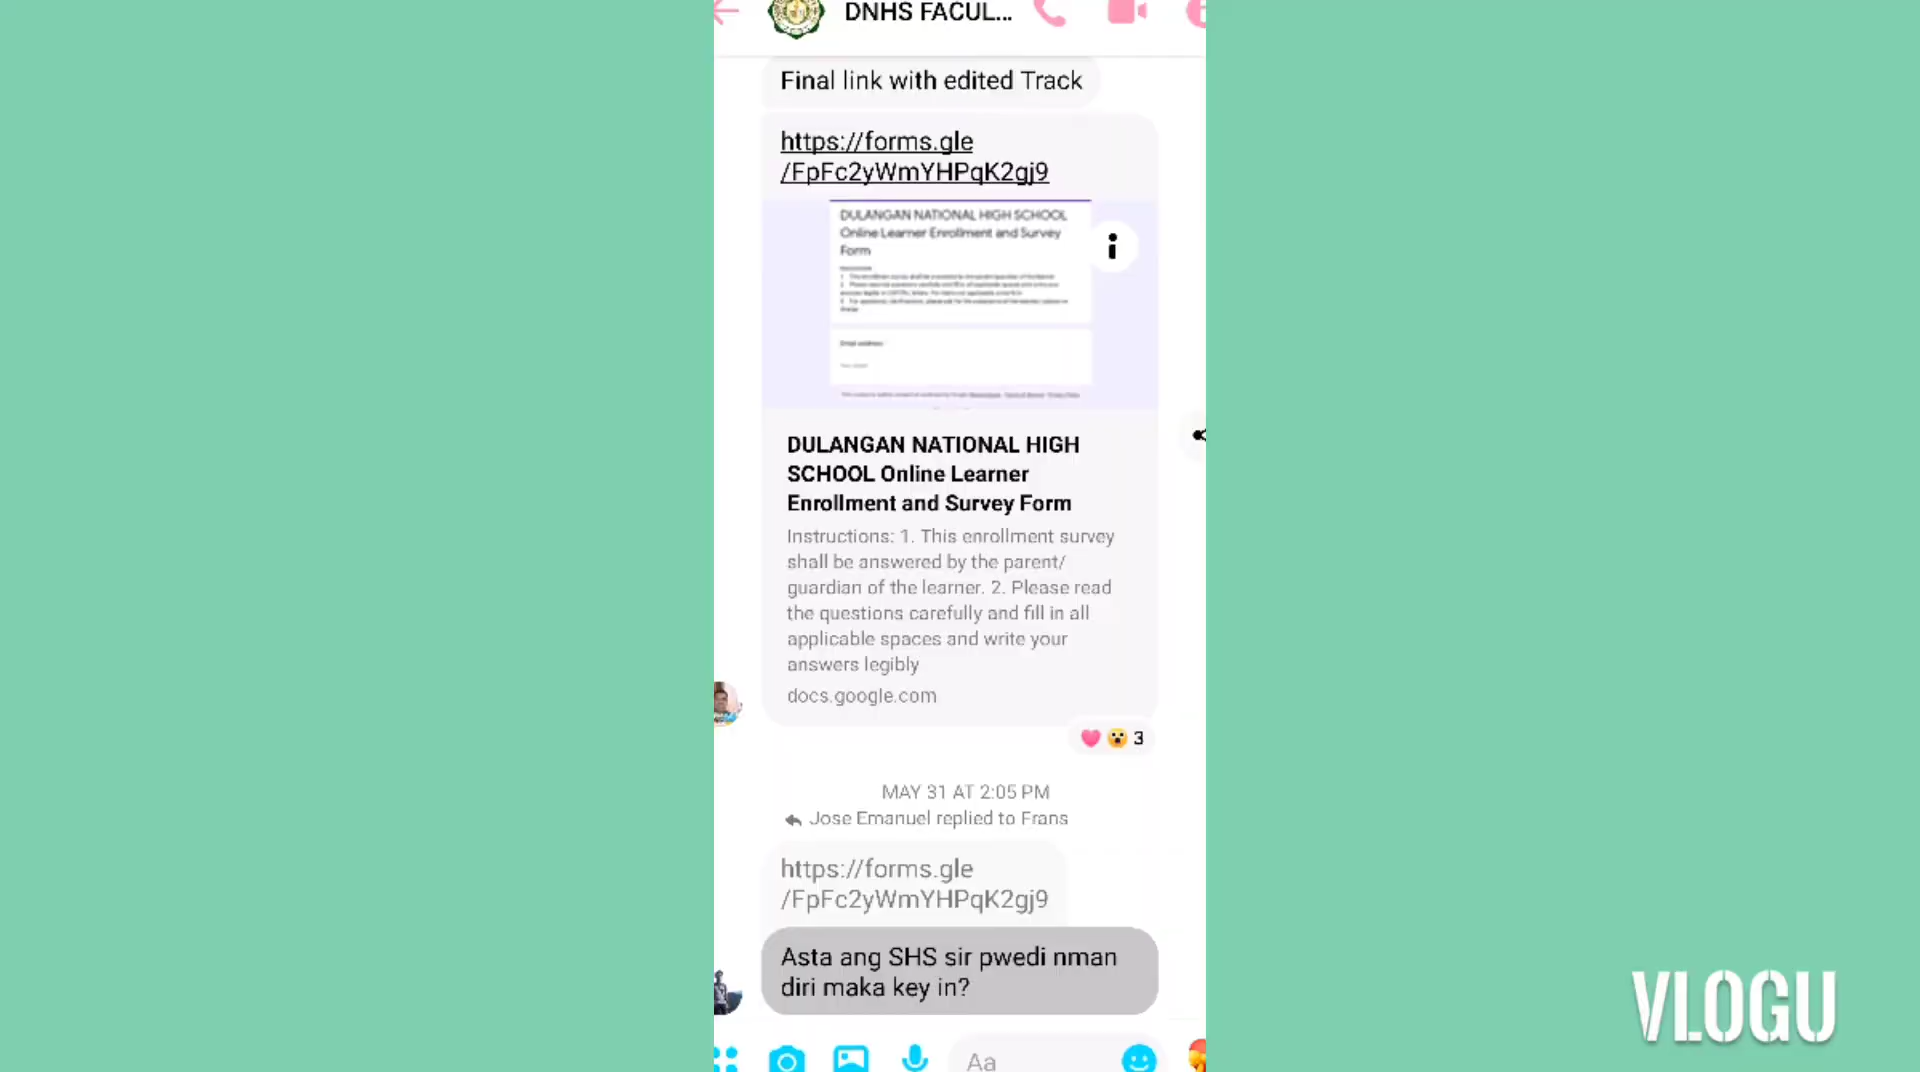 DNHS FACUL...
Final link with edited Track
https://forms.gle
/FpFc2yWmYHPqK2gj9
DULANGAN NATIONAL HIGH SCHOOL
Online Learner Enrollment and Survey
Form
Email address
DULANGAN NATIONAL HIGH
SCHOOL Online Learner
Enrollment and Survey Form
Instructions: 1. This enrollment survey
shall be answered by the parent/
guardian of the learner. 2. Please read
the questions carefully and fill in all
applicable spaces and write your
answers legibly
docs.google.com
3
MAY 31 AT 2:05 PM
Jose Emanuel replied to Frans
https://forms.gle
/FpFc2yWmYHPqK2gj9
Asta ang SHS sir pwedi nman
diri maka key in?
Aa
VLOGU